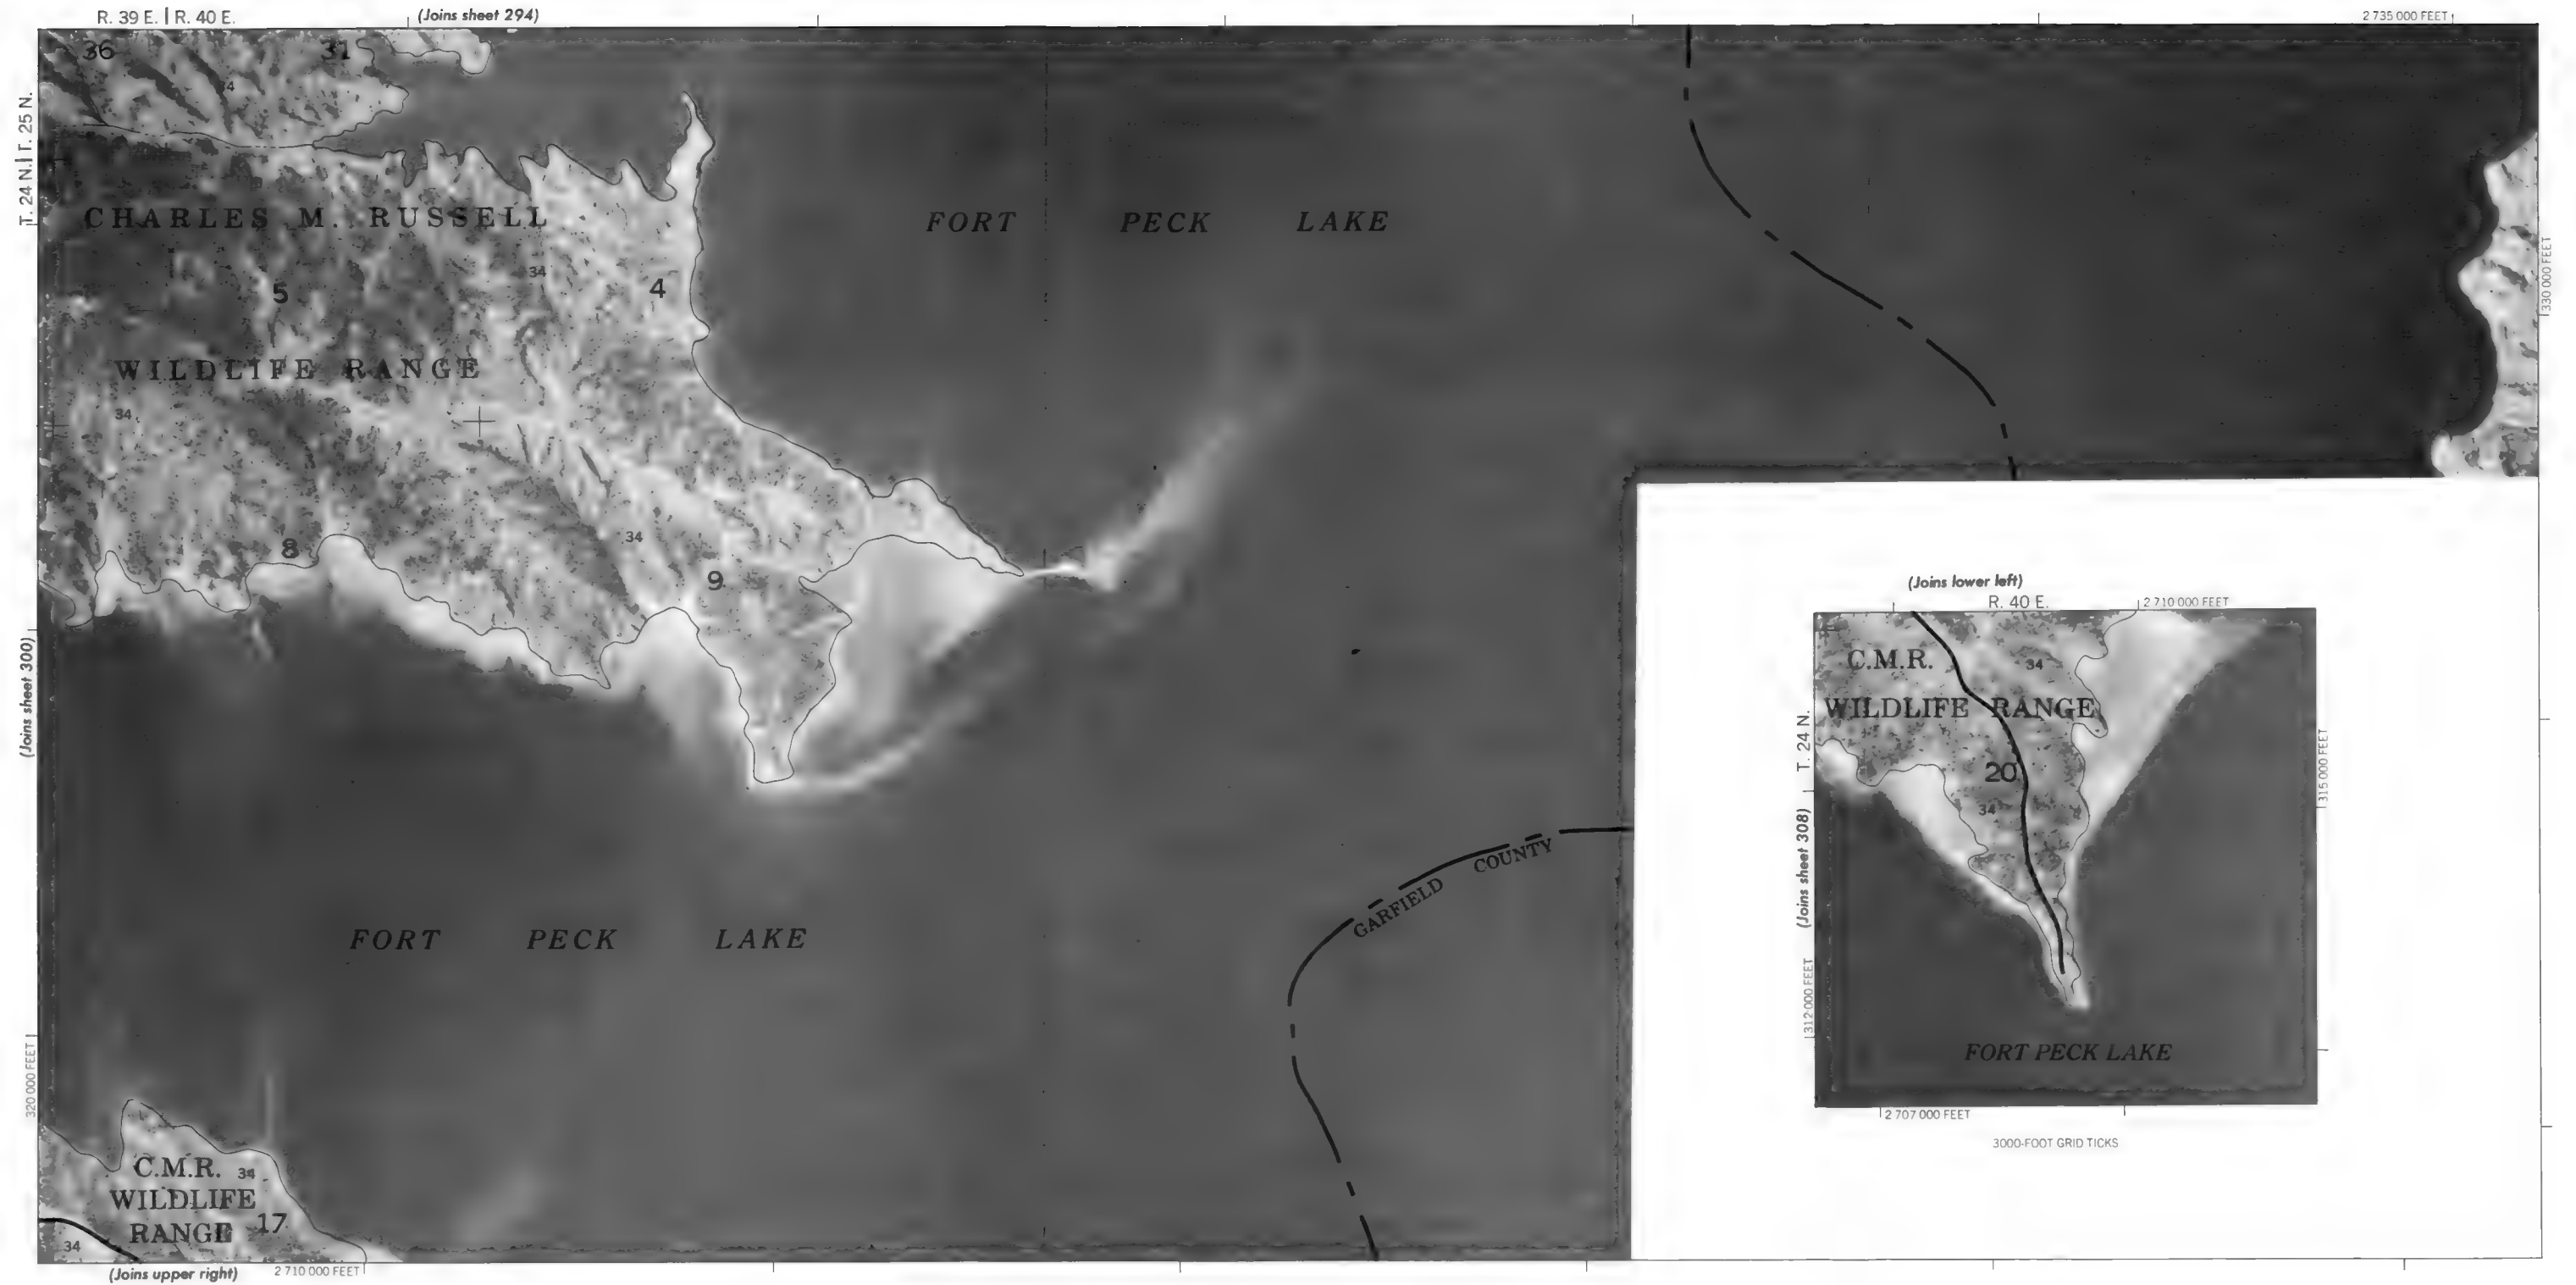 R. 39 E. | R. 40 E.
(Joins sheet 294)
2 735 000 FEET
36
31
34
T. 24 N. | T. 25 N.
CHARLES M. RUSSELL
FORT PECK LAKE
34
5
4
330 000 FEET
WILDLIFE RANGE
34
34
8
9
(Joins sheet 300)
(Joins lower left)
R. 40 E.
2 710 000 FEET
C.M.R.
34
WILDLIFE RANGE
T. 24 N.
20
34
315 000 FEET
(Joins sheet 308)
GARFIELD COUNTY
FORT PECK LAKE
312 000 FEET
FORT PECK LAKE
320 000 FEET
2 707 000 FEET
3000-FOOT GRID TICKS
C.M.R. 34
WILDLIFE
RANGE 17
34
(Joins upper right)
2 710 000 FEET